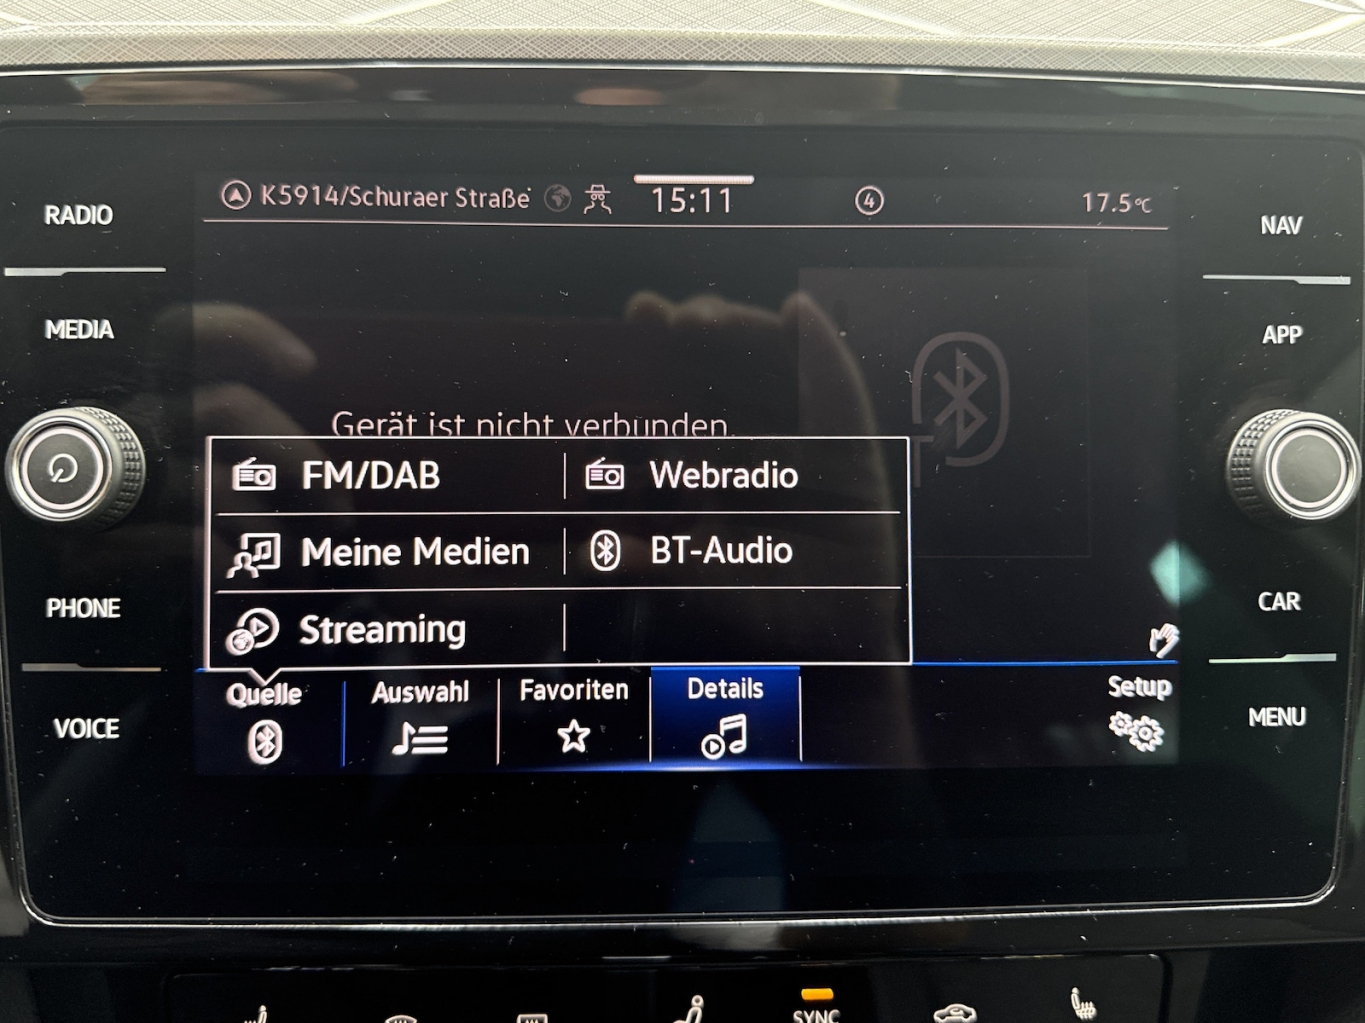 RADIO
MEDIA
PHONE
VOICE
K5914/Schuraer Straße
15:11
4
17.5°C
Gerät ist nicht verbunden.
FM/DAB
Webradio
Meine Medien
BT-Audio
Streaming
Quelle
Auswahl
Favoriten
Details
Setup
NAV
APP
CAR
MENU
SYNC